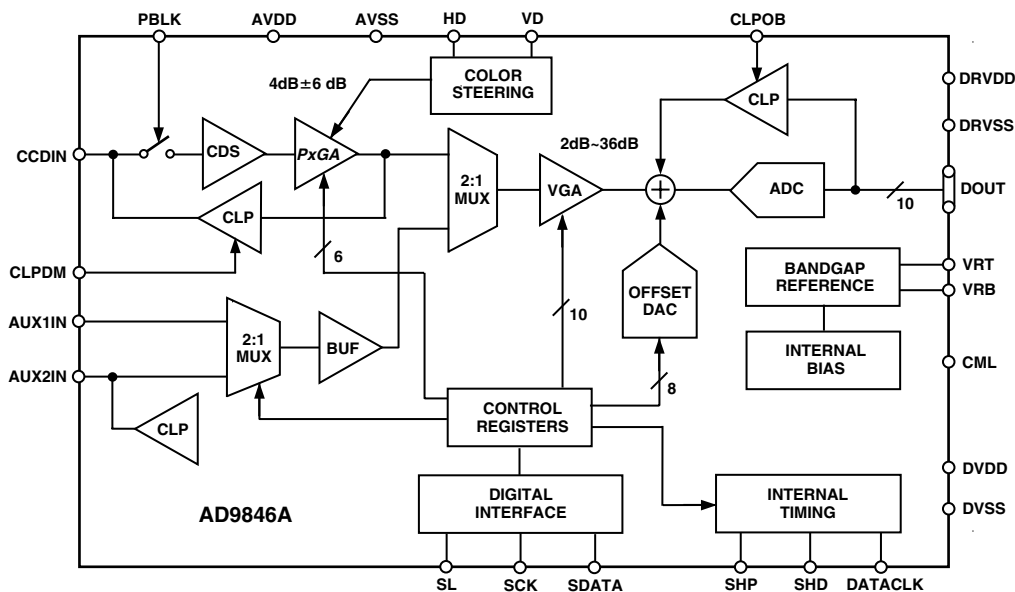 PBLK
AVDD
AVSS
HD
VD
CLPOB
4dB±6 dB
COLOR
STEERING
CLP
DRVDD
DRVSS
CCDIN
CDS
PxGA
2:1
MUX
2dB~36dB
VGA
ADC
10
DOUT
CLP
6
CLPDM
BANDGAP
REFERENCE
VRT
VRB
OFFSET
DAC
10
AUX1IN
2:1
MUX
BUF
INTERNAL
BIAS
CML
AUX2IN
8
CLP
CONTROL
REGISTERS
DVDD
DIGITAL
INTERFACE
INTERNAL
TIMING
DVSS
AD9846A
SL
SCK
SDATA
SHP
SHD
DATACLK